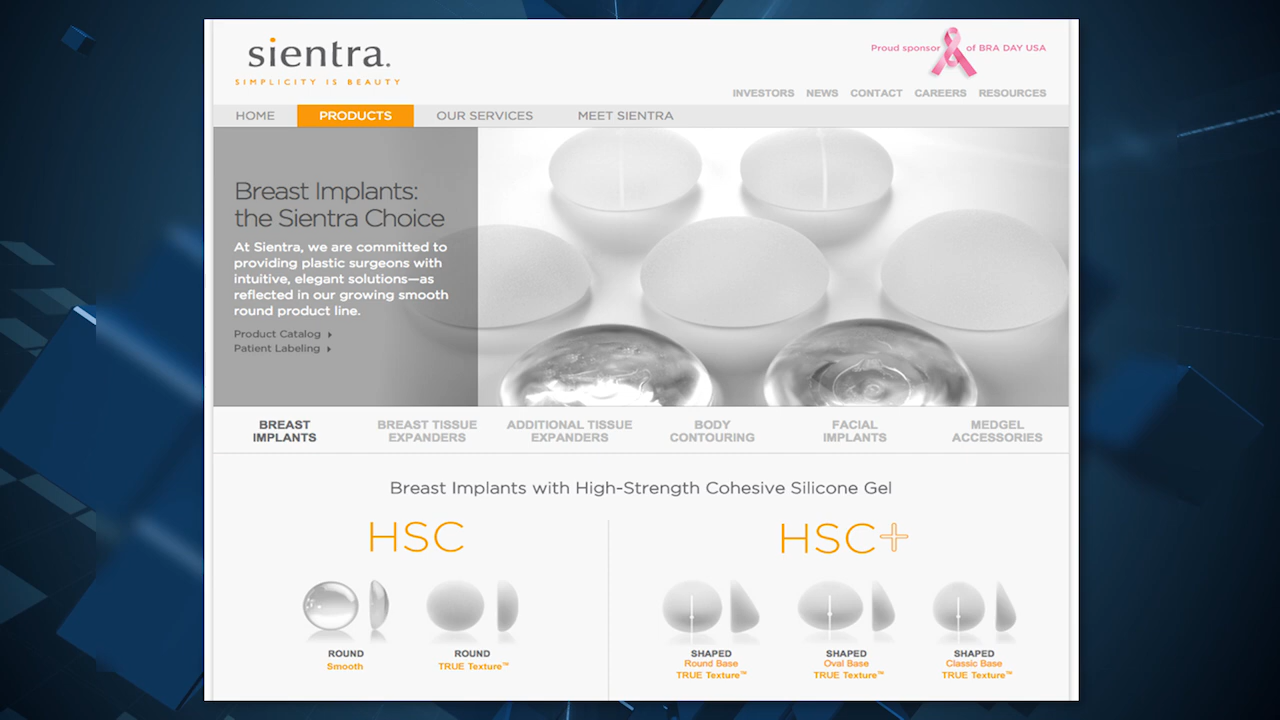 sientra.
SIMPLICITY IS BEAUTY
Proud sponsor of BRA DAY USA
INVESTORS NEWS CONTACT CAREERS RESOURCES
HOME PRODUCTS OUR SERVICES MEET SIENTRA
Breast Implants:
the Sientra Choice
At Sientra, we are committed to
providing plastic surgeons with
intuitive, elegant solutions—as
reflected in our growing smooth
round product line.
Product Catalog
Patient Labeling
BREAST
IMPLANTS
BREAST TISSUE
EXPANDERS
ADDITIONAL TISSUE
EXPANDERS
BODY
CONTOURING
FACIAL
IMPLANTS
MEDGEL
ACCESSORIES
Breast Implants with High-Strength Cohesive Silicone Gel
HSC
ROUND
Smooth
ROUND
TRUE Texture™
HSC+
SHAPED
Round Base
TRUE Texture™
SHAPED
Oval Base
TRUE Texture™
SHAPED
Classic Base
TRUE Texture™